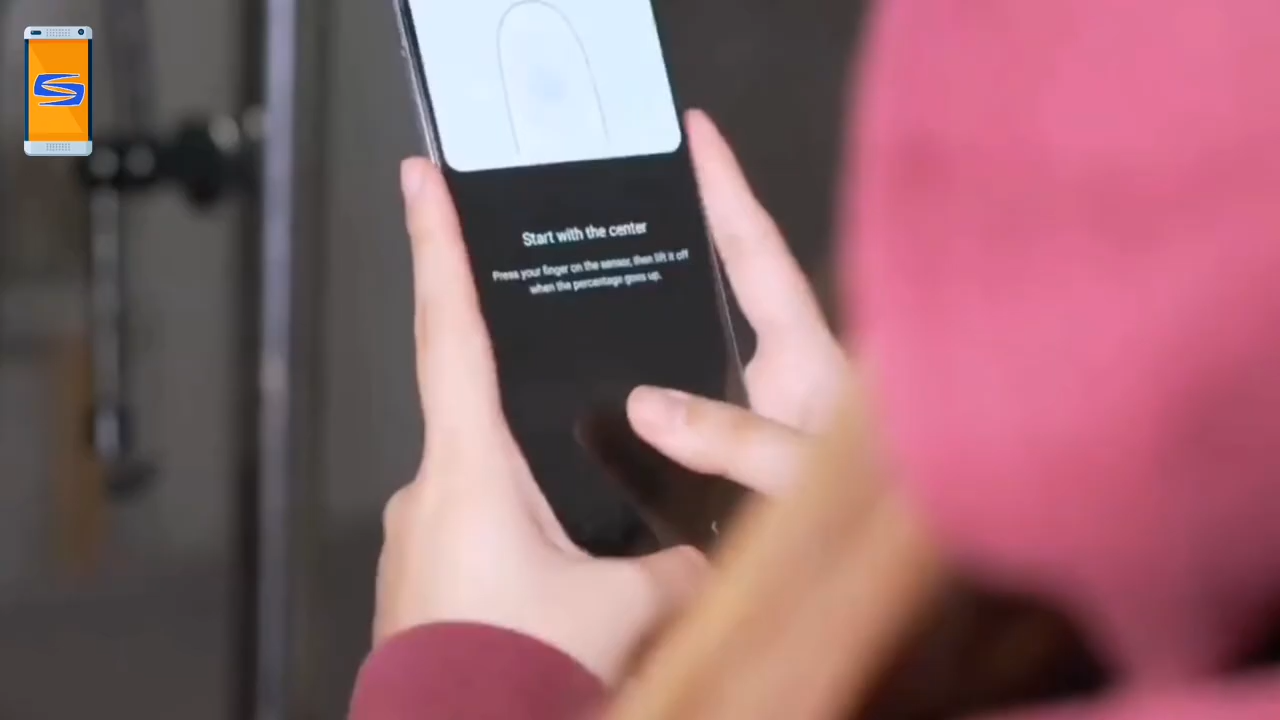 S
Start with the center
Press your finger on the sensor, then lift it off
when the percentage goes up.